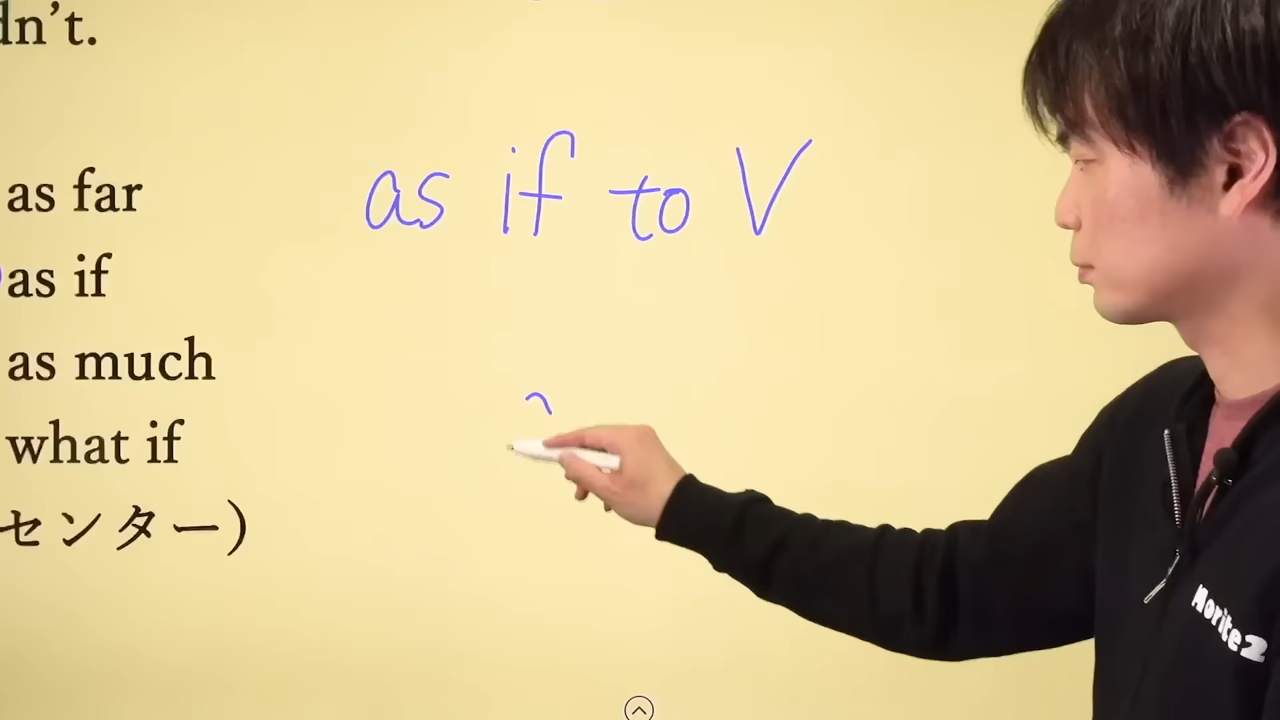 dn't.
as if to V
as far
as if
as much
what if
センター)
Morite2